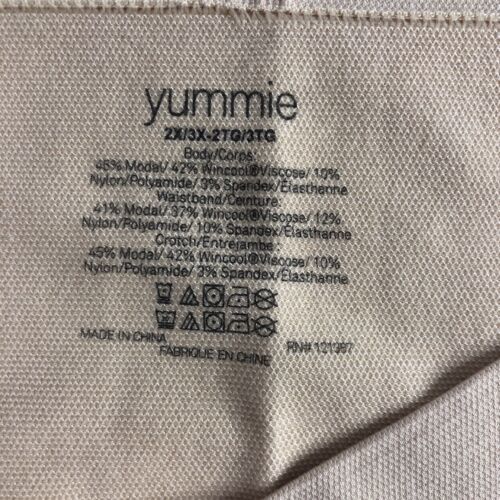 yummie
2X/3X-2TG/3TG
Body/Corps:
45% Modal/ 42% Wincool®Viscose/ 10%
Nylon/Polyamide/ 3% Spandex/Élasthanne
Waistband/Ceinture:
41% Modal/ 37% Wincool®Viscose/ 12%
Nylon/Polyamide/ 10% Spandex/Élasthanne
Crotch/Entrejambe:
45% Modal/ 42% Wincool®Viscose/ 10%
Nylon/Polyamide/ 3% Spandex/Élasthanne
MADE IN CHINA
FABRIQUE EN CHINE
RN#